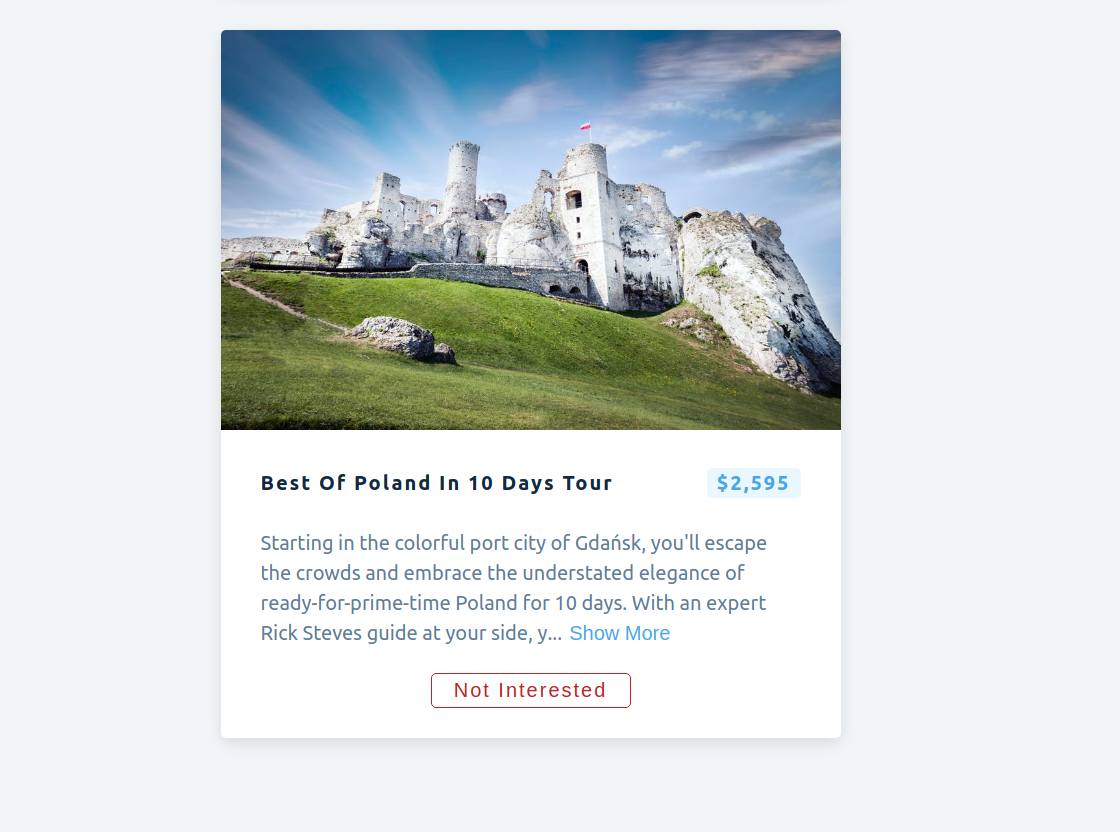 Best Of Poland In 10 Days Tour
$2,595
Starting in the colorful port city of Gdańsk, you'll escape
the crowds and embrace the understated elegance of
ready-for-prime-time Poland for 10 days. With an expert
Rick Steves guide at your side, y... Show More
Not Interested